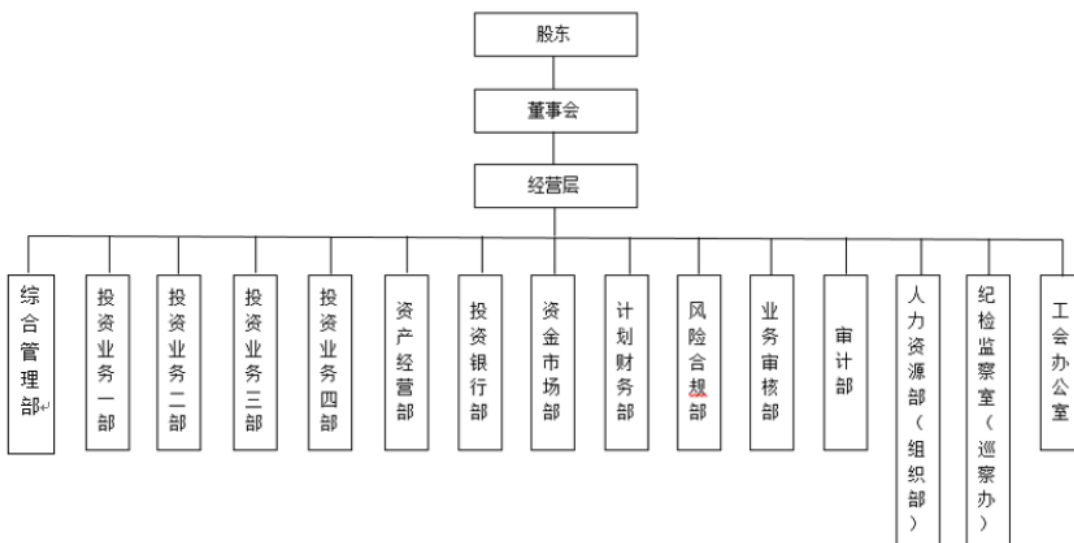 股东
董事会
经营层
综合管理部
投资业务一部
投资业务二部
投资业务三部
投资业务四部
资产经营部
投资银行部
资金市场部
计划财务部
风险合规部
业务审核部
审计部
人力资源部（组织部）
纪检监察室（巡察办）
工会办公室